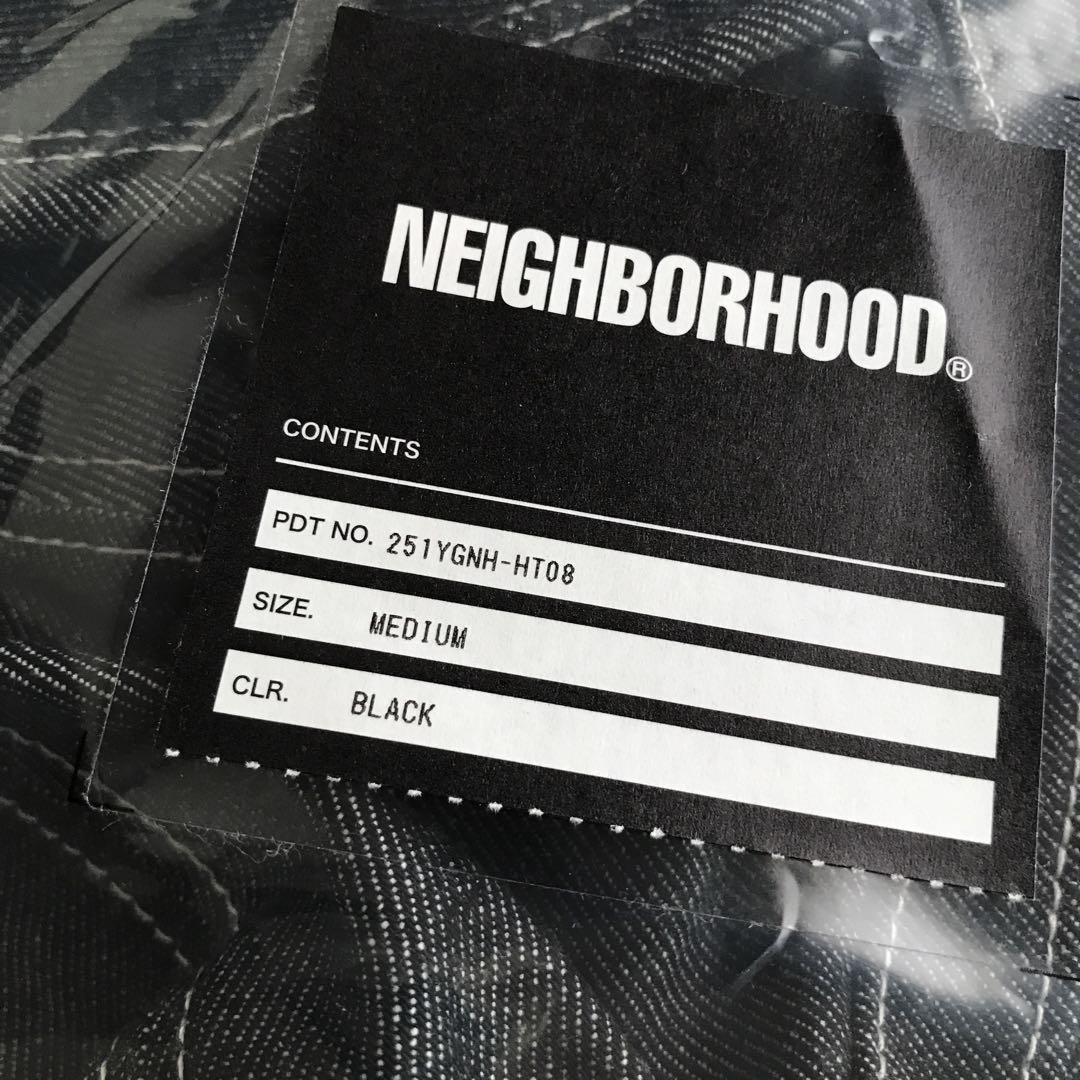 NEIGHBORHOOD®
CONTENTS
PDT NO. 251YGNH-HT08
SIZE. MEDIUM
CLR. BLACK